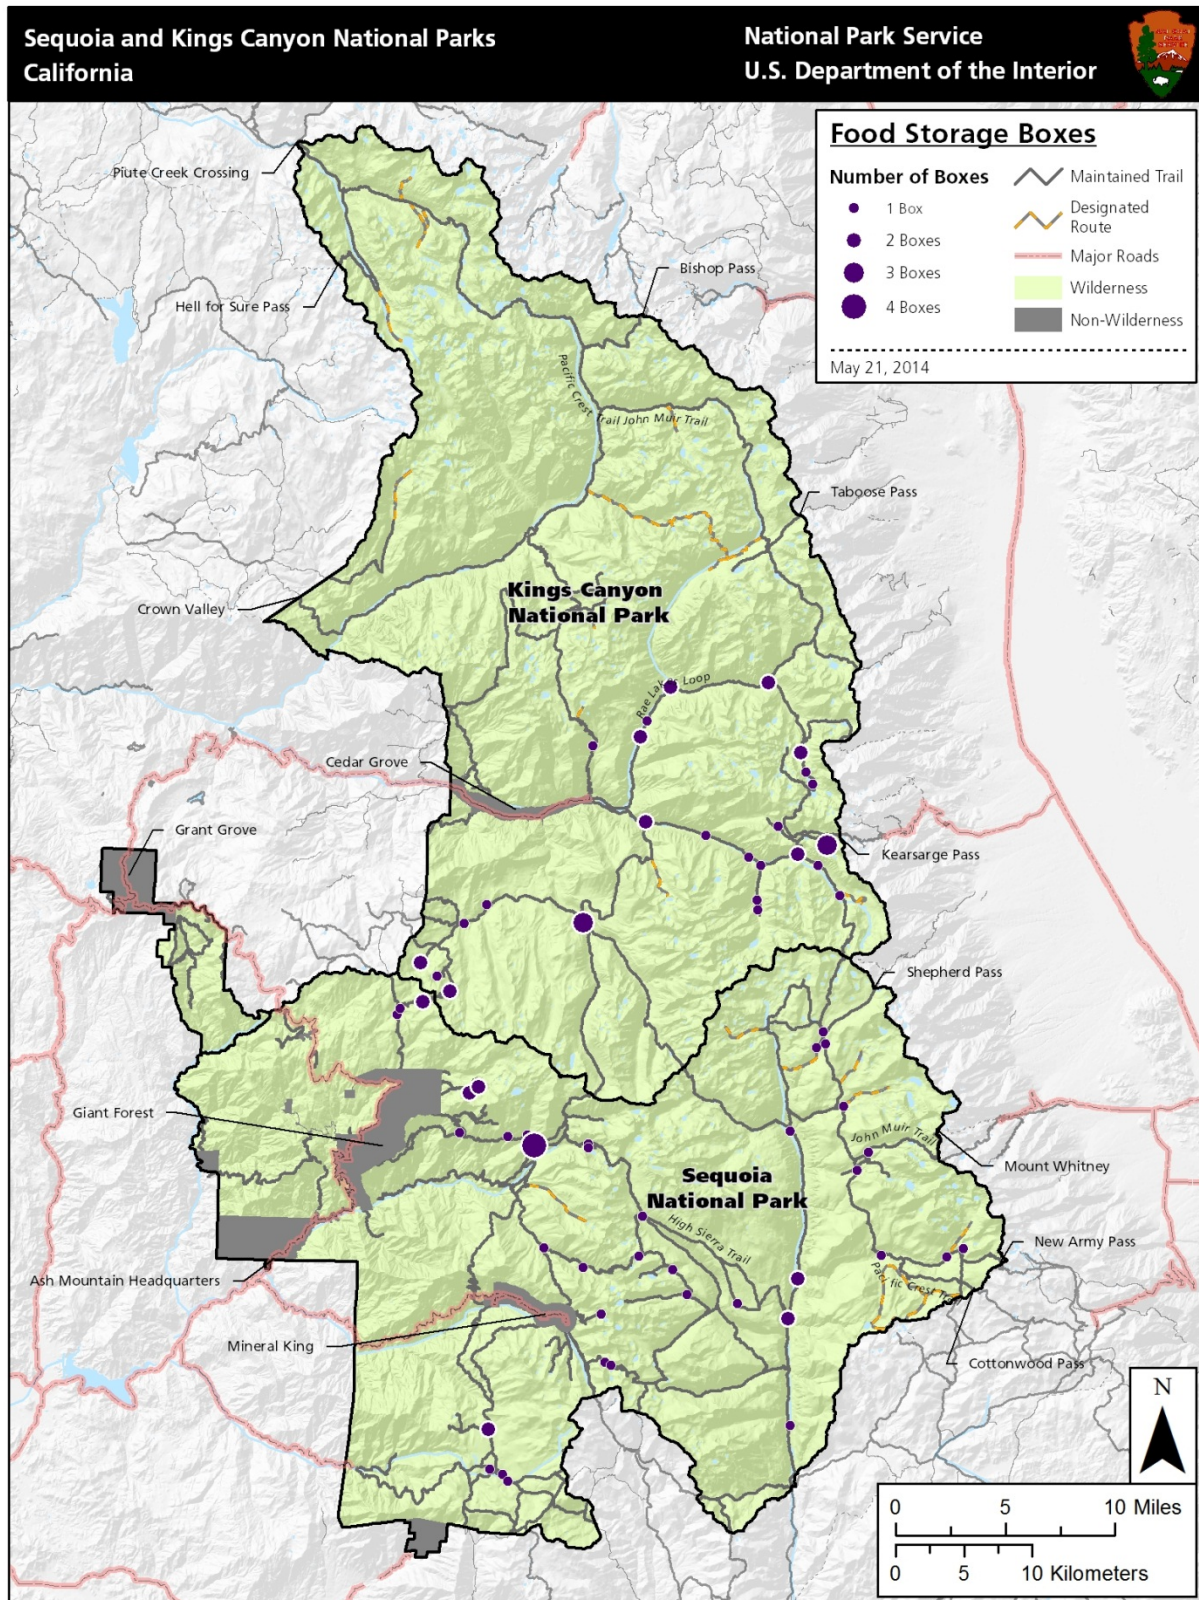 Sequoia and Kings Canyon National Parks
California
National Park Service
U.S. Department of the Interior
Food Storage Boxes
Number of Boxes
1 Box
2 Boxes
3 Boxes
4 Boxes
Maintained Trail
Designated
Route
Major Roads
Wilderness
Non-Wilderness
May 21, 2014
Piute Creek Crossing
Bishop Pass
Hell for Sure Pass
Pacific Crest Trail John Muir Trail
Taboose Pass
Kings Canyon
National Park
Crown Valley
Rae Lakes Loop
Cedar Grove
Grant Grove
Kearsarge Pass
Shepherd Pass
Giant Forest
John Muir Trail
Mount Whitney
Sequoia
National Park
High Sierra Trail
New Army Pass
Ash Mountain Headquarters
Pacific Crest Trail
Mineral King
Cottonwood Pass
N
0 5 10 Miles
0 5 10 Kilometers